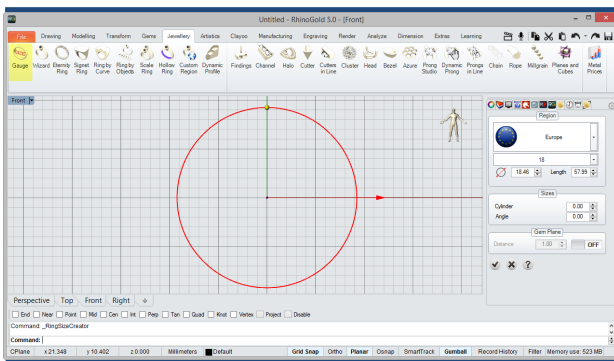 Untitled - RhinoGold 5.0 - [Front]
File Drawing Modelling Transform Gems Jewellery Artistics Clayoo Manufacturing Engraving Render Analyze Dimension Extras Learning
Gauge Wizard Eternity Ring Signet Ring Ring by Curve Ring by Objects Scale Ring Hollow Ring Custom Region Dynamic Profile Findings Channel Halo Cutter Cutters in Line Cluster Head Bezel Azure Prong Studio Dynamic Prong Prongs in Line Chain Rope Millgrain Planes and Cubes Metal Prices
Front
Region
Europe
18
18.46 Length 57.99
Sizes
Cylinder 0.00
Angle 0.00
Gem Plane
Distance 1.00 OFF
Perspective Top Front Right
End Near Point Mid Cen Int Perp Tan Quad Knot Vertex Project Disable
Command: _RingSizeCreator
Command:
CPlane x 21.348 y 10.402 z 0.000 Millimeters Default Grid Snap Ortho Planar Osnap SmartTrack Gumball Record History Filter Memory use: 523 MB